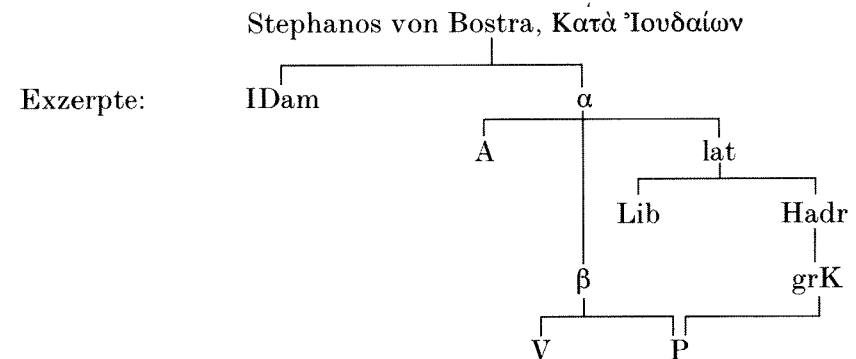 Stephanos von Bostra, Κατὰ Ἰουδαίων
Exzerpte: IDam α
A lat
Lib Hadr
β grK
V P